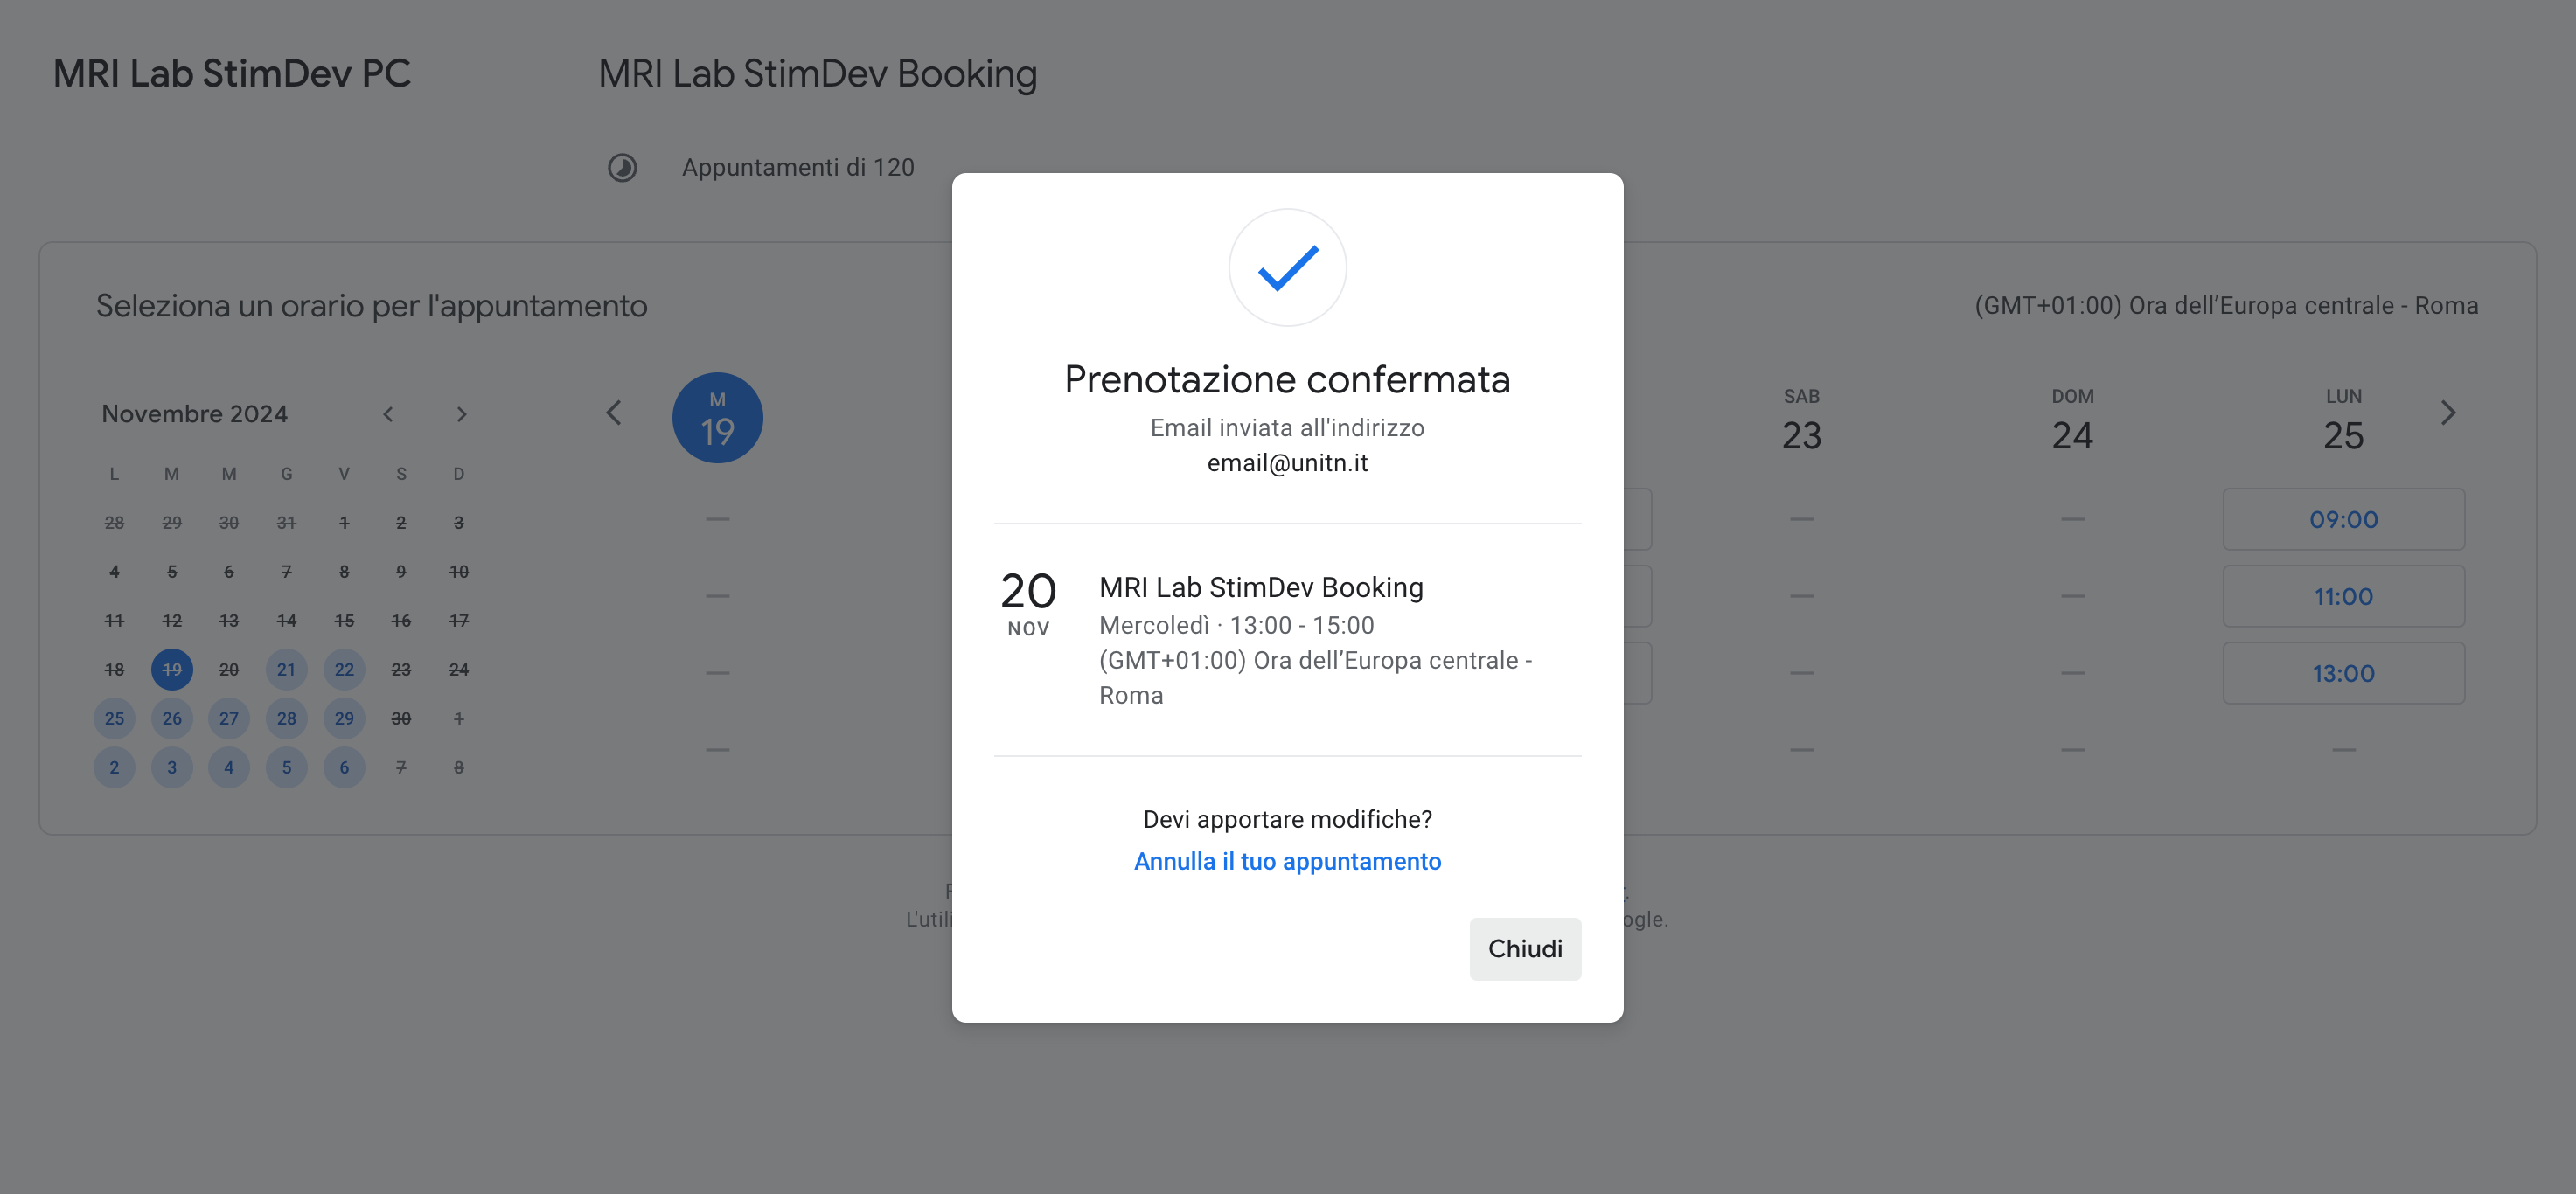 MRI Lab StimDev PC
MRI Lab StimDev Booking
Appuntamenti di 120
Seleziona un orario per l'appuntamento
(GMT+01:00) Ora dell’Europa centrale - Roma
Novembre 2024
L M M G V S D
28 29 30 31 1 2 3
4 5 6 7 8 9 10
11 12 13 14 15 16 17
18 19 20 21 22 23 24
25 26 27 28 29 30 1
2 3 4 5 6 7 8
M
19
SAB
23
DOM
24
LUN
25
09:00
11:00
13:00
Prenotazione confermata
Email inviata all'indirizzo
email@unitn.it
20
NOV
MRI Lab StimDev Booking
Mercoledì · 13:00 - 15:00
(GMT+01:00) Ora dell’Europa centrale -
Roma
Devi apportare modifiche?
Annulla il tuo appuntamento
Chiudi